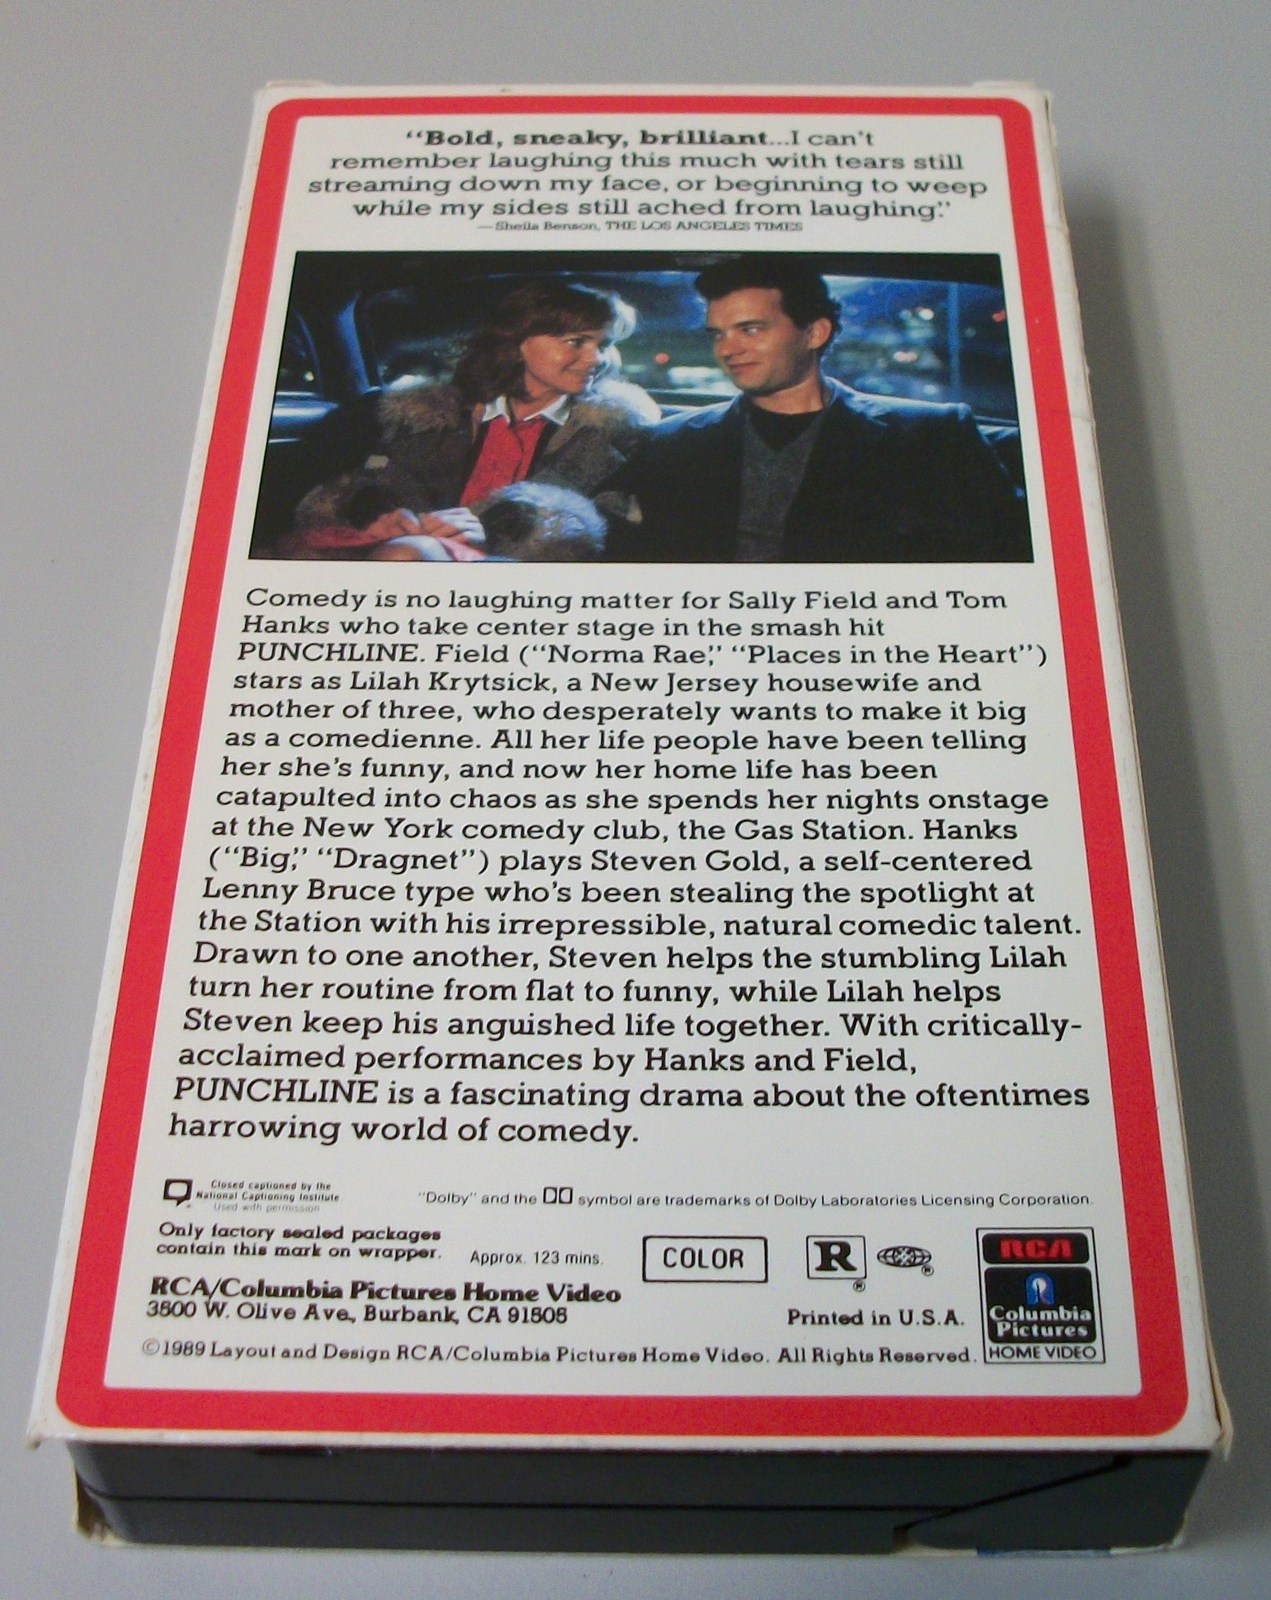 “Bold, sneaky, brilliant...I can't
remember laughing this much with tears still
streaming down my face, or beginning to weep
while my sides still ached from laughing.”
—Sheila Benson, THE LOS ANGELES TIMES
Comedy is no laughing matter for Sally Field and Tom
Hanks who take center stage in the smash hit
PUNCHLINE. Field (“Norma Rae,” “Places in the Heart”)
stars as Lilah Krytsick, a New Jersey housewife and
mother of three, who desperately wants to make it big
as a comedienne. All her life people have been telling
her she's funny, and now her home life has been
catapulted into chaos as she spends her nights onstage
at the New York comedy club, the Gas Station. Hanks
(“Big,” “Dragnet”) plays Steven Gold, a self-centered
Lenny Bruce type who's been stealing the spotlight at
the Station with his irrepressible, natural comedic talent.
Drawn to one another, Steven helps the stumbling Lilah
turn her routine from flat to funny, while Lilah helps
Steven keep his anguished life together. With critically-
acclaimed performances by Hanks and Field,
PUNCHLINE is a fascinating drama about the oftentimes
harrowing world of comedy.
Closed captioned by the
National Captioning Institute
Used with permission
"Dolby" and the symbol are trademarks of Dolby Laboratories Licensing Corporation.
Only factory sealed packages
contain this mark on wrapper.
Approx. 123 mins.
COLOR
R
®
®
RCA/Columbia Pictures Home Video
3500 W. Olive Ave., Burbank, CA 91505
Printed in U.S.A.
©1989 Layout and Design RCA/Columbia Pictures Home Video. All Rights Reserved.
RCA
Columbia
Pictures
HOME VIDEO